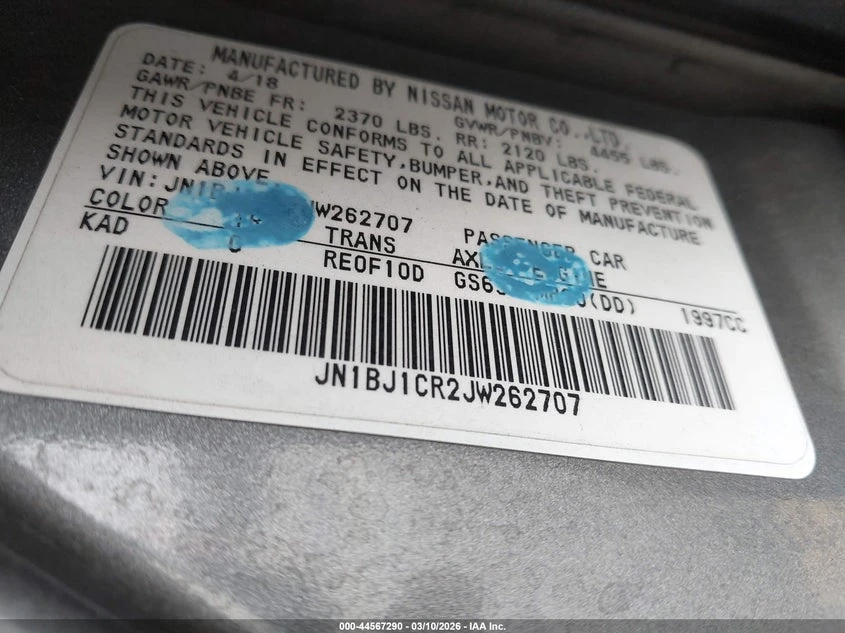 MANUFACTURED BY NISSAN MOTOR CO.,LTD.
DATE: 4/18 GVWR/PNBV: 4455 LBS.
GAWR/PNBE FR: 2370 LBS. RR: 2120 LBS.
THIS VEHICLE CONFORMS TO ALL APPLICABLE FEDERAL
MOTOR VEHICLE SAFETY,BUMPER,AND THEFT PREVENTION
STANDARDS IN EFFECT ON THE DATE OF MANUFACTURE
SHOWN ABOVE
VIN: JN1B JW262707 PASSENGER CAR
COLOR TRANS
KAD RE0F10D (DD) 1997CC
JN1BJ1CR2JW262707
000-44567290 — 03/10/2026 — IAA Inc.